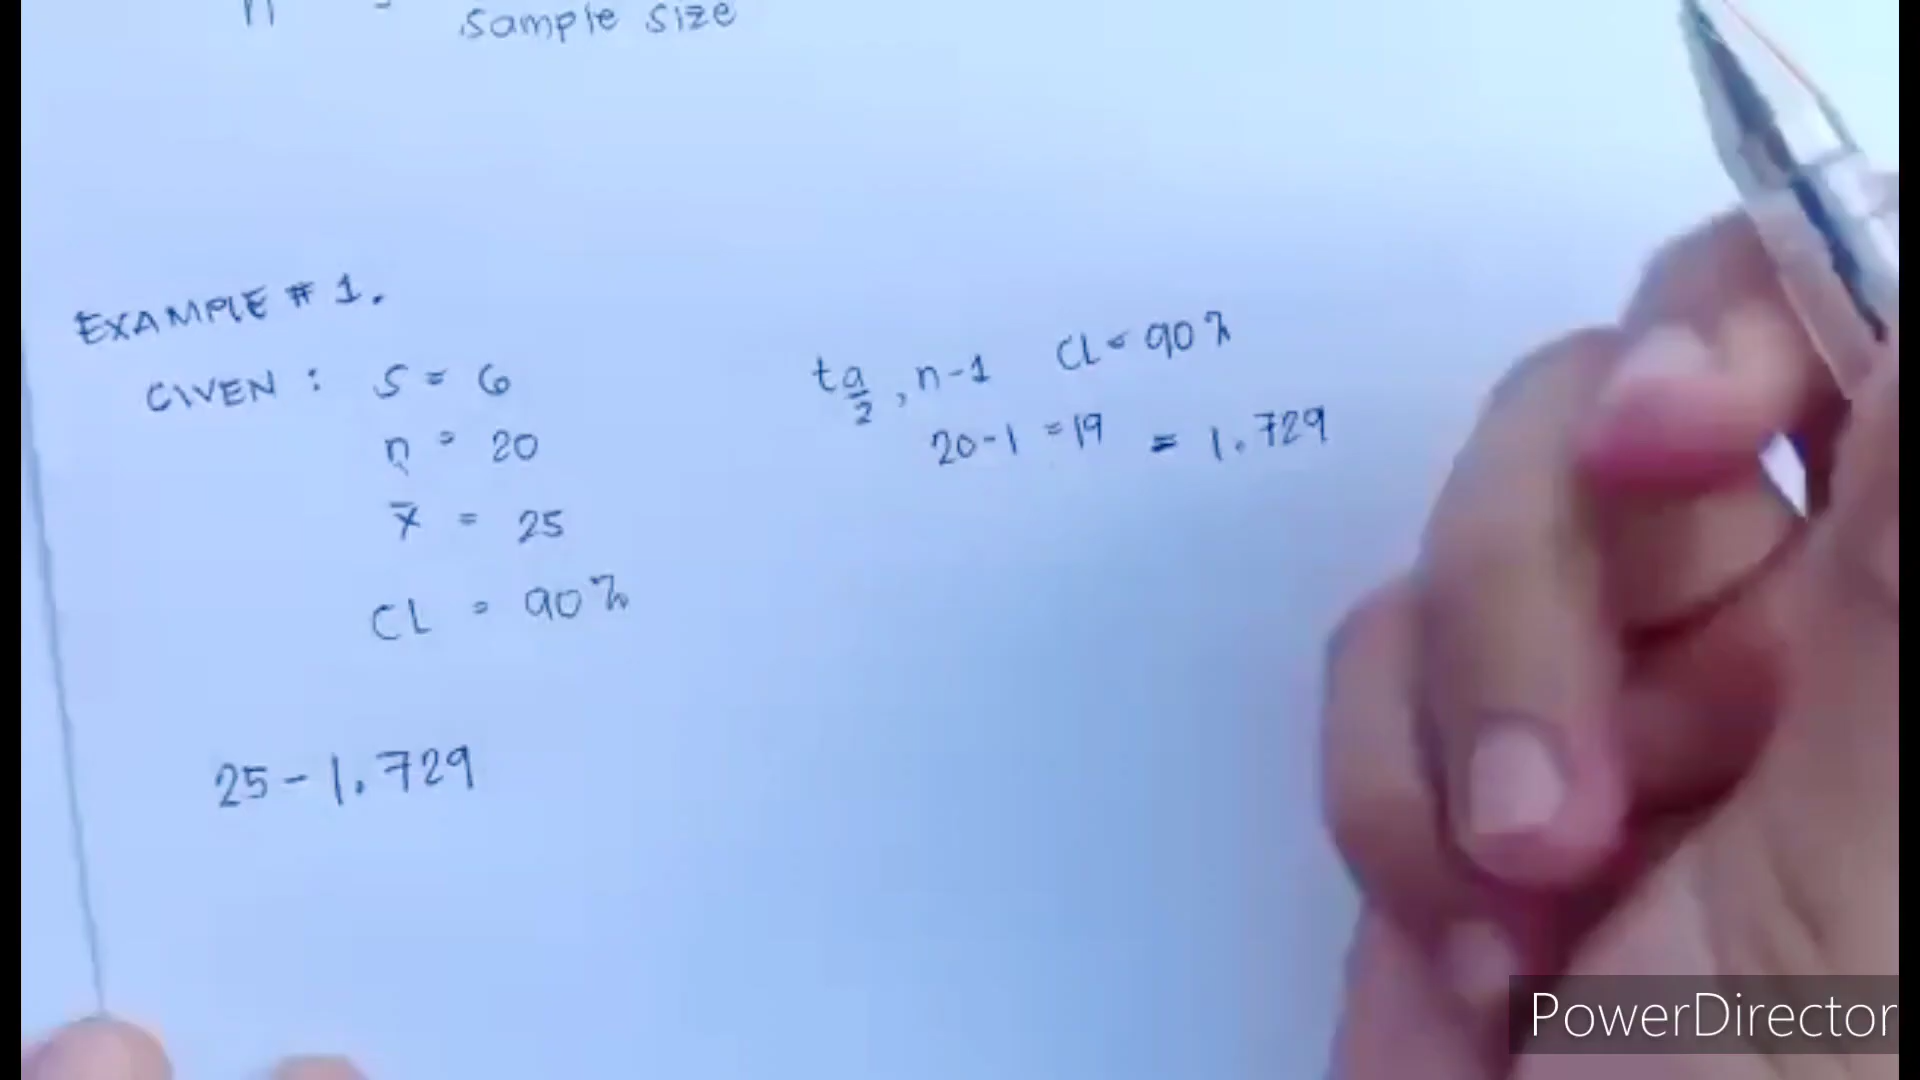 n - sample size
EXAMPLE # 1.
GIVEN : S = 6
n = 20
x̄ = 25
CL = 90%
t a/2 , n-1 CL = 90%
20-1 = 19 = 1.729
25 - 1.729
PowerDirector